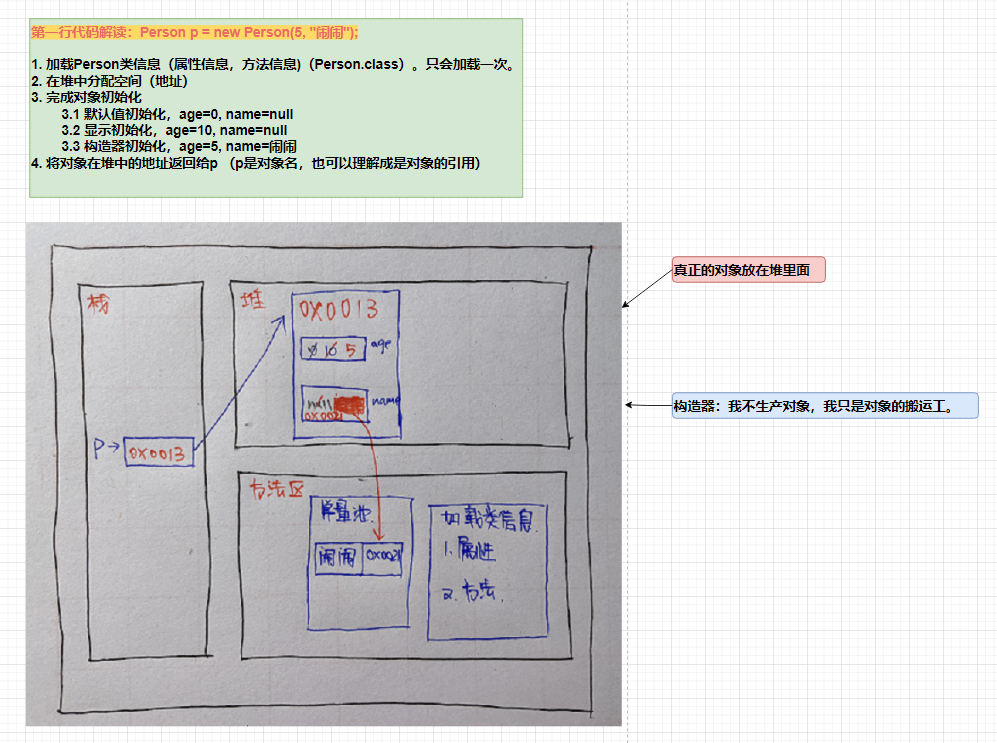 第一行代码解读：Person p = new Person(5, "闹闹");
1. 加载Person类信息（属性信息，方法信息)（Person.class）。只会加载一次。
2. 在堆中分配空间（地址）
3. 完成对象初始化
3.1 默认值初始化，age=0, name=null
3.2 显示初始化，age=10, name=null
3.3 构造器初始化，age=5, name=闹闹
4. 将对象在堆中的地址返回给p （p是对象名，也可以理解成是对象的引用）
真正的对象放在堆里面
构造器：我不生产对象，我只是对象的搬运工。
栈
P
0X0013
堆
0X0013
0 10 5 age
null name
0X0021
方法区
常量池
闹闹 0X0021
加载类信息
1. 属性
2. 方法.